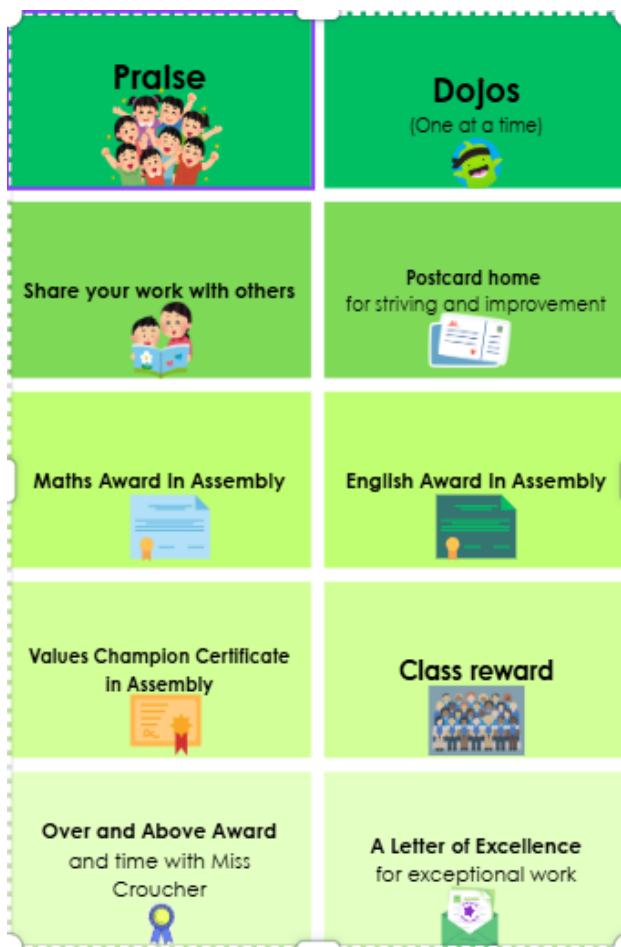 Praise
Dojos
(One at a time)
Share your work with others
Postcard home
for striving and improvement
Maths Award in Assembly
English Award in Assembly
Values Champion Certificate
in Assembly
Class reward
Over and Above Award
and time with Miss
Croucher
A Letter of Excellence
for exceptional work